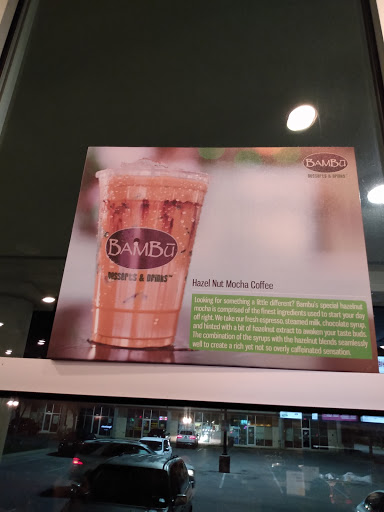 BAMBŪ
DESSERTS & DRINKS
BAMBŪ
DESSERTS & DRINKS™
Hazel Nut Mocha Coffee
Looking for something a little different? Bambu's special hazelnut
mocha is comprised of the finest ingredients used to start your day
off right. We take our fresh espresso, steamed milk, chocolate syrup,
and hinted with a bit of hazelnut extract to awaken your taste buds.
The combination of the syrups with the hazelnut blends seamlessly
well to create a rich yet not so overly caffeinated sensation.